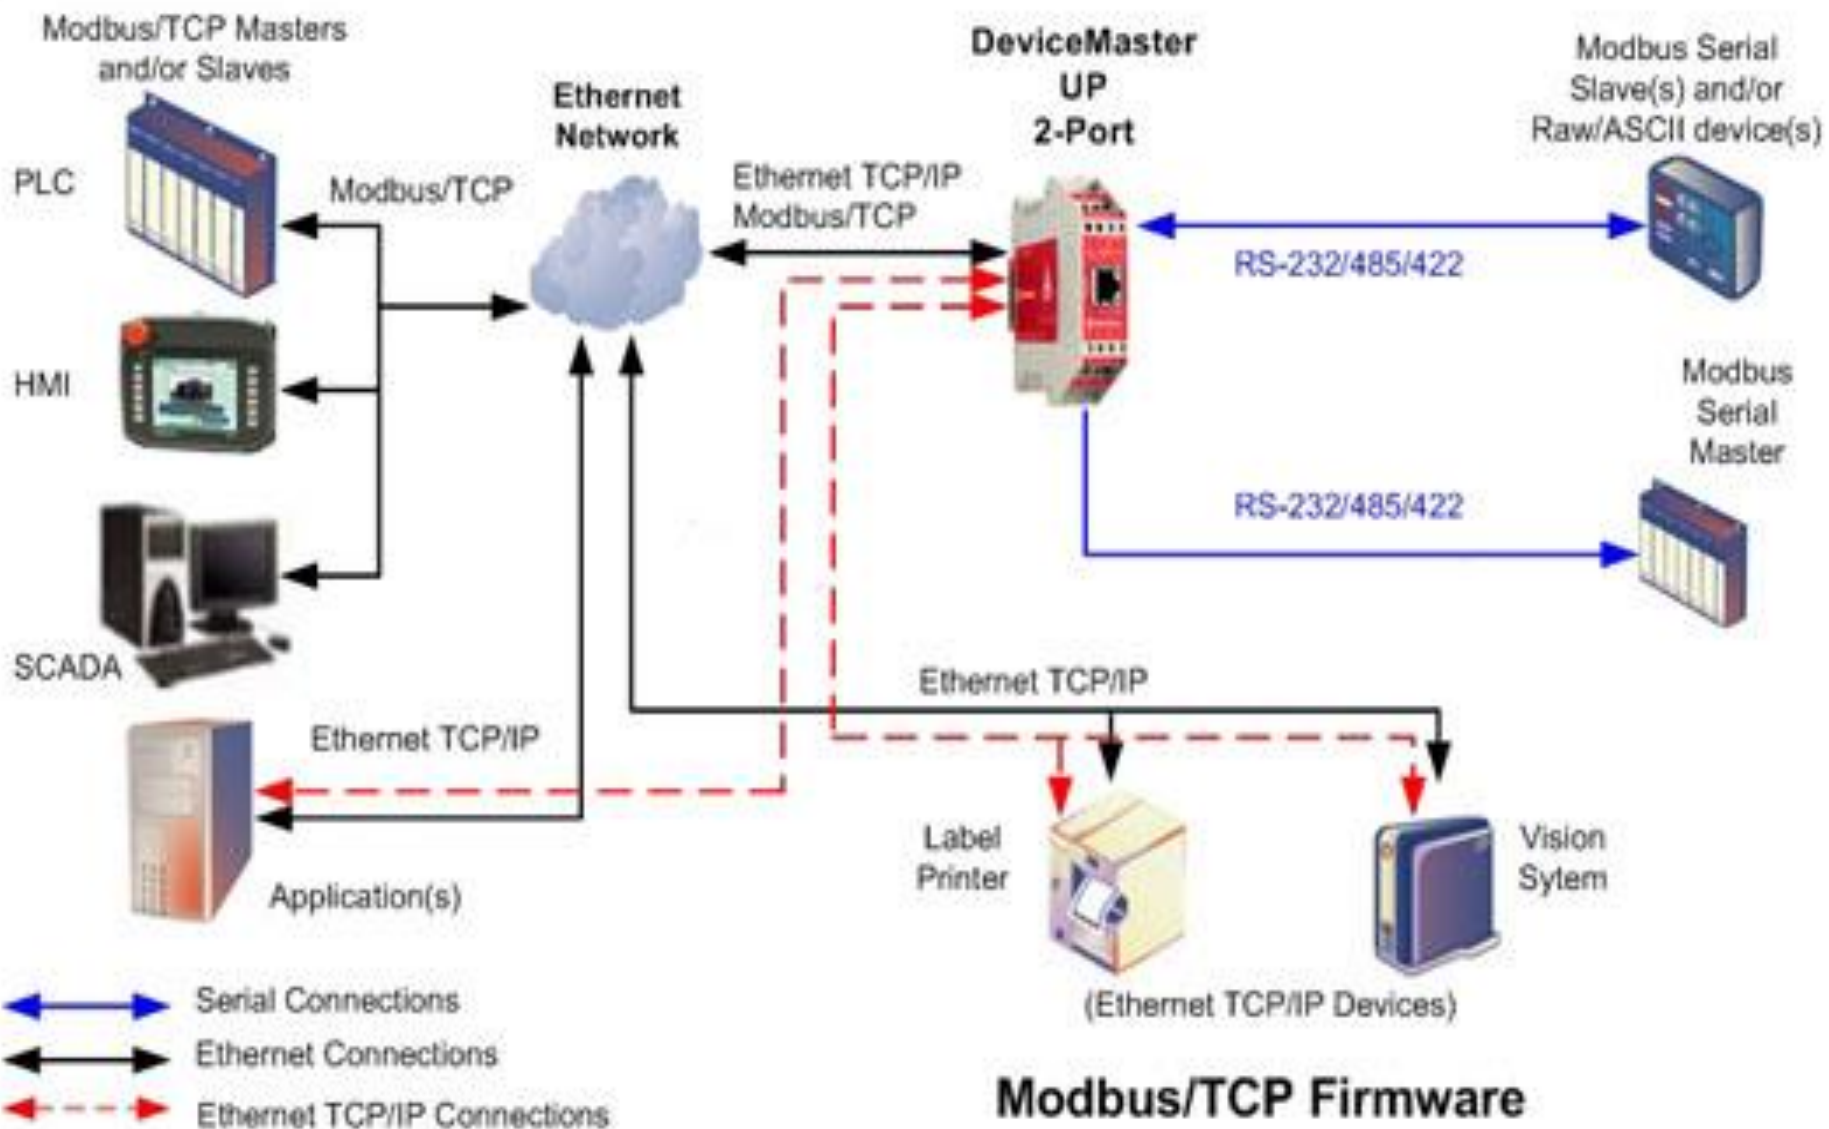 Modbus/TCP Masters
and/or Slaves
PLC
HMI
SCADA
Modbus/TCP
Ethernet
Network
Ethernet TCP/IP
Modbus/TCP
DeviceMaster
UP
2-Port
RS-232/485/422
Modbus Serial
Slave(s) and/or
Raw/ASCII device(s)
RS-232/485/422
Modbus
Serial
Master
Ethernet TCP/IP
Application(s)
Ethernet TCP/IP
Label
Printer
Vision
Sytem
(Ethernet TCP/IP Devices)
Serial Connections
Ethernet Connections
Ethernet TCP/IP Connections
Modbus/TCP Firmware